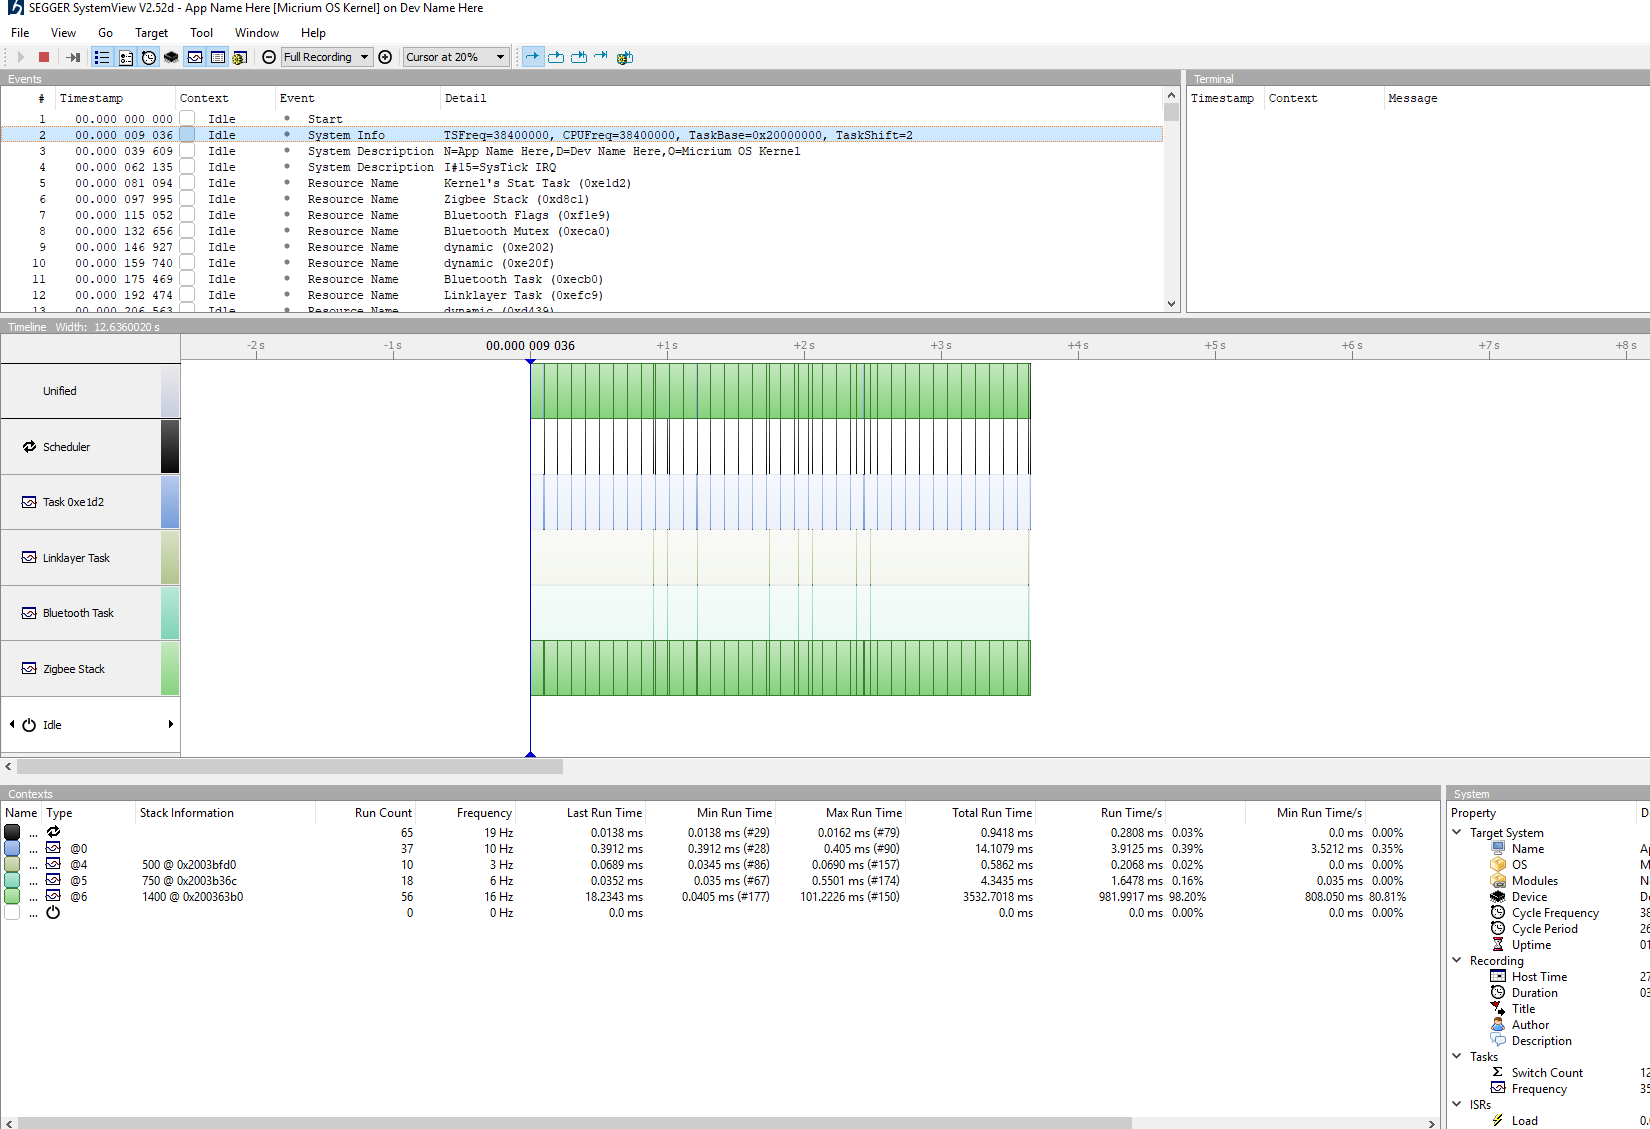 SEGGER SystemView V2.52d - App Name Here [Micrium OS Kernel] on Dev Name Here
File View Go Target Tool Window Help
Full Recording Cursor at 20%
Events
# Timestamp Context Event Detail
1 00.000 000 000 Idle Start
2 00.000 009 036 Idle System Info TSFreq=38400000, CPUFreq=38400000, TaskBase=0x20000000, TaskShift=2
3 00.000 039 609 Idle System Description N=App Name Here,D=Dev Name Here,O=Micrium OS Kernel
4 00.000 062 135 Idle System Description I#15=SysTick IRQ
5 00.000 081 094 Idle Resource Name Kernel's Stat Task (0xe1d2)
6 00.000 097 995 Idle Resource Name Zigbee Stack (0xd8c1)
7 00.000 115 052 Idle Resource Name Bluetooth Flags (0xf1e9)
8 00.000 132 656 Idle Resource Name Bluetooth Mutex (0xeca0)
9 00.000 146 927 Idle Resource Name dynamic (0xe202)
10 00.000 159 740 Idle Resource Name dynamic (0xe20f)
11 00.000 175 469 Idle Resource Name Bluetooth Task (0xecb0)
12 00.000 192 474 Idle Resource Name Linklayer Task (0xefc9)
13 00.000 206 563 Idle Resource Name dynamic (0xd439)
Terminal
Timestamp Context Message
Timeline Width: 12.6360020 s
-2 s -1 s 00.000 009 036 +1 s +2 s +3 s +4 s +5 s +6 s +7 s +8 s
Unified
Scheduler
Task 0xe1d2
Linklayer Task
Bluetooth Task
Zigbee Stack
Idle
Contexts
Name Type Stack Information Run Count Frequency Last Run Time Min Run Time Max Run Time Total Run Time Run Time/s Min Run Time/s
... 65 19 Hz 0.0138 ms 0.0138 ms (#29) 0.0162 ms (#79) 0.9418 ms 0.2808 ms 0.03% 0.0 ms 0.00%
... @0 37 10 Hz 0.3912 ms 0.3912 ms (#28) 0.405 ms (#90) 14.1079 ms 3.9125 ms 0.39% 3.5212 ms 0.35%
... @4 500 @ 0x2003bfd0 10 3 Hz 0.0689 ms 0.0345 ms (#86) 0.0690 ms (#157) 0.5862 ms 0.2068 ms 0.02% 0.0 ms 0.00%
... @5 750 @ 0x2003b36c 18 6 Hz 0.0352 ms 0.035 ms (#67) 0.5501 ms (#174) 4.3435 ms 1.6478 ms 0.16% 0.035 ms 0.00%
... @6 1400 @ 0x200363b0 56 16 Hz 18.2343 ms 0.0405 ms (#177) 101.2226 ms (#150) 3532.7018 ms 981.9917 ms 98.20% 808.050 ms 80.81%
... 0 0 Hz 0.0 ms 0.0 ms 0.0 ms 0.00% 0.0 ms 0.00%
System
Property D
Target System
Name Ap
OS M
Modules N
Device De
Cycle Frequency 38
Cycle Period 26
Uptime 01
Recording
Host Time 27
Duration 03
Title
Author
Description
Tasks
Switch Count 12
Frequency 35
ISRs
Load 0.